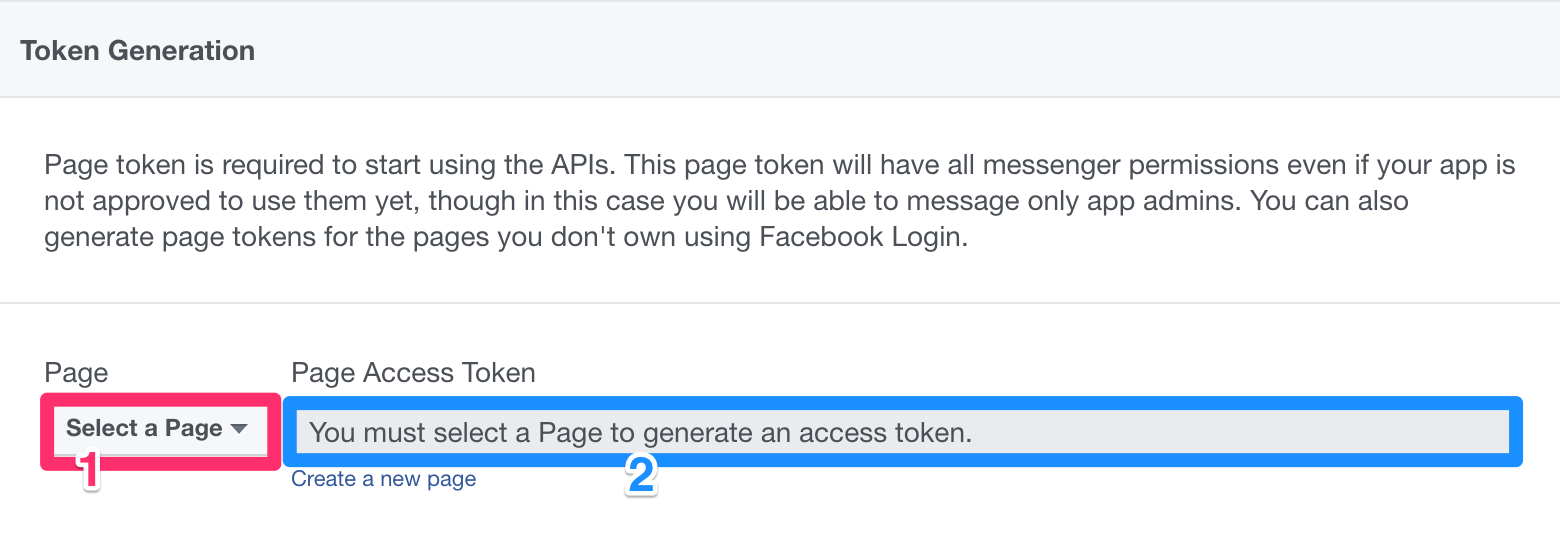 Token Generation
Page token is required to start using the APIs. This page token will have all messenger permissions even if your app is
not approved to use them yet, though in this case you will be able to message only app admins. You can also
generate page tokens for the pages you don't own using Facebook Login.
Page
Page Access Token
Select a Page
You must select a Page to generate an access token.
1
2
Create a new page